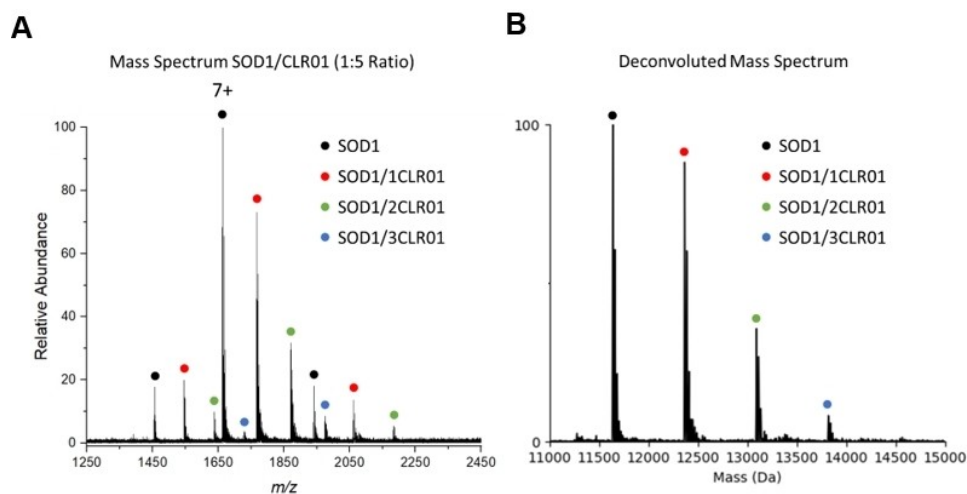 A
Mass Spectrum SOD1/CLR01 (1:5 Ratio)
7+
SOD1
SOD1/1CLR01
SOD1/2CLR01
SOD1/3CLR01
100
80
60
40
20
0
Relative Abundance
1250 1450 1650 1850 2050 2250 2450
m/z
B
Deconvoluted Mass Spectrum
SOD1
SOD1/1CLR01
SOD1/2CLR01
SOD1/3CLR01
100
0
11000 11500 12000 12500 13000 13500 14000 14500 15000
Mass (Da)